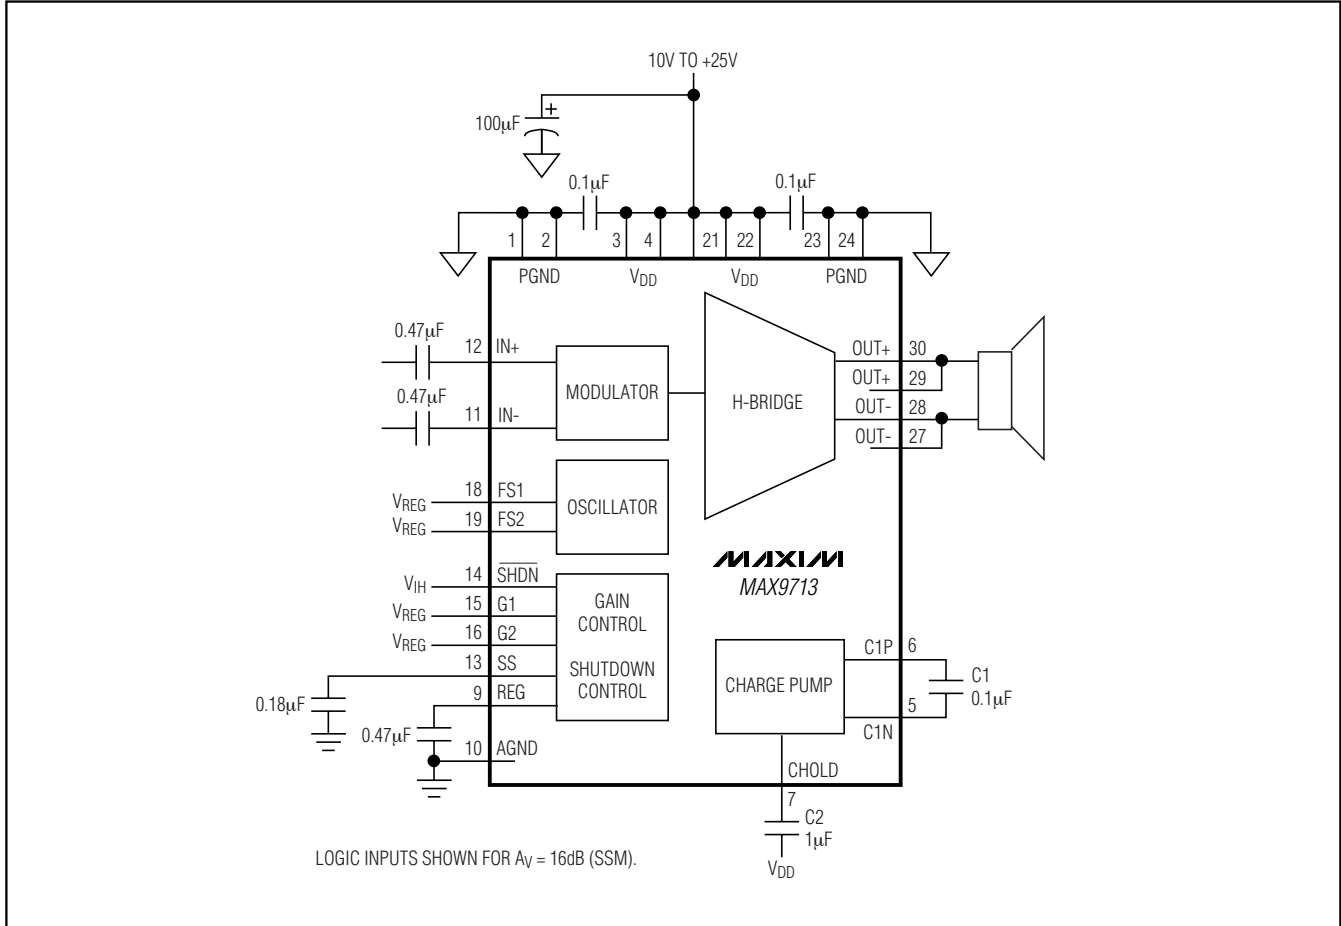 10V TO +25V
+
100µF
0.1µF
0.1µF
1
2
3
4
21
22
23
24
PGND
VDD
VDD
PGND
0.47µF
12
IN+
0.47µF
11
IN-
MODULATOR
H-BRIDGE
OUT+
30
OUT+
29
OUT-
28
OUT-
27
VREG
18
FS1
VREG
19
FS2
OSCILLATOR
MAXIM
MAX9713
VIH
14
SHDN
VREG
15
G1
VREG
16
G2
13
SS
9
REG
GAIN
CONTROL
SHUTDOWN
CONTROL
0.18µF
0.47µF
10
AGND
CHARGE PUMP
C1P
6
C1
0.1µF
5
C1N
CHOLD
7
C2
1µF
VDD
LOGIC INPUTS SHOWN FOR AV = 16dB (SSM).